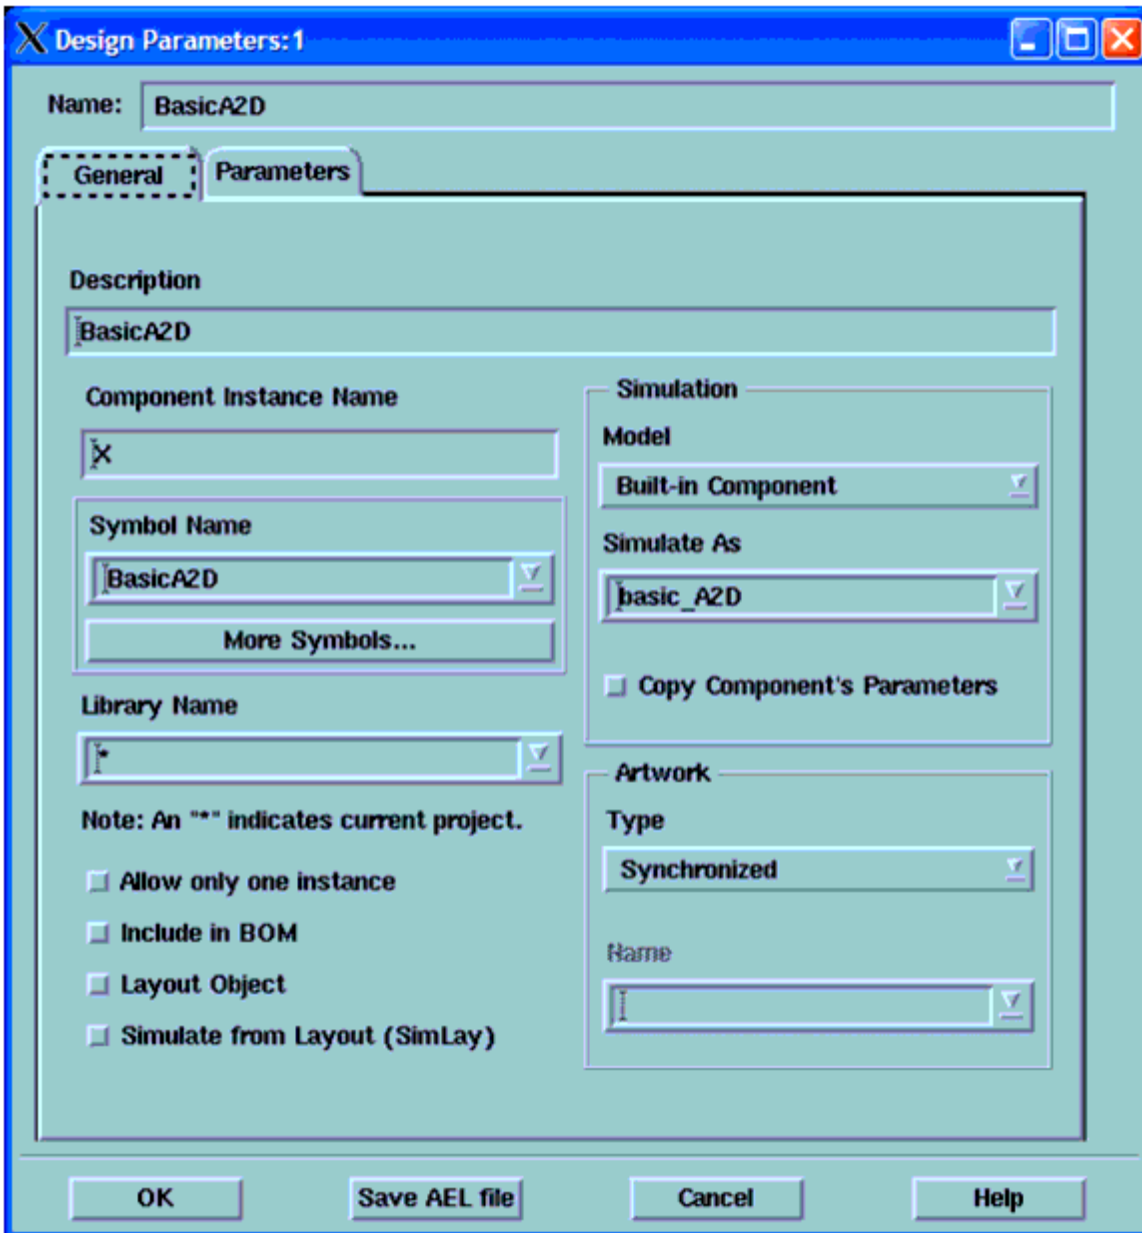 Design Parameters:1
Name: BasicA2D
General Parameters
Description
BasicA2D
Component Instance Name
X
Symbol Name
BasicA2D
More Symbols...
Library Name
*
Note: An "*" indicates current project.
Allow only one instance
Include in BOM
Layout Object
Simulate from Layout (SimLay)
Simulation
Model
Built-in Component
Simulate As
basic_A2D
Copy Component's Parameters
Artwork
Type
Synchronized
Name
OK Save AEL file Cancel Help